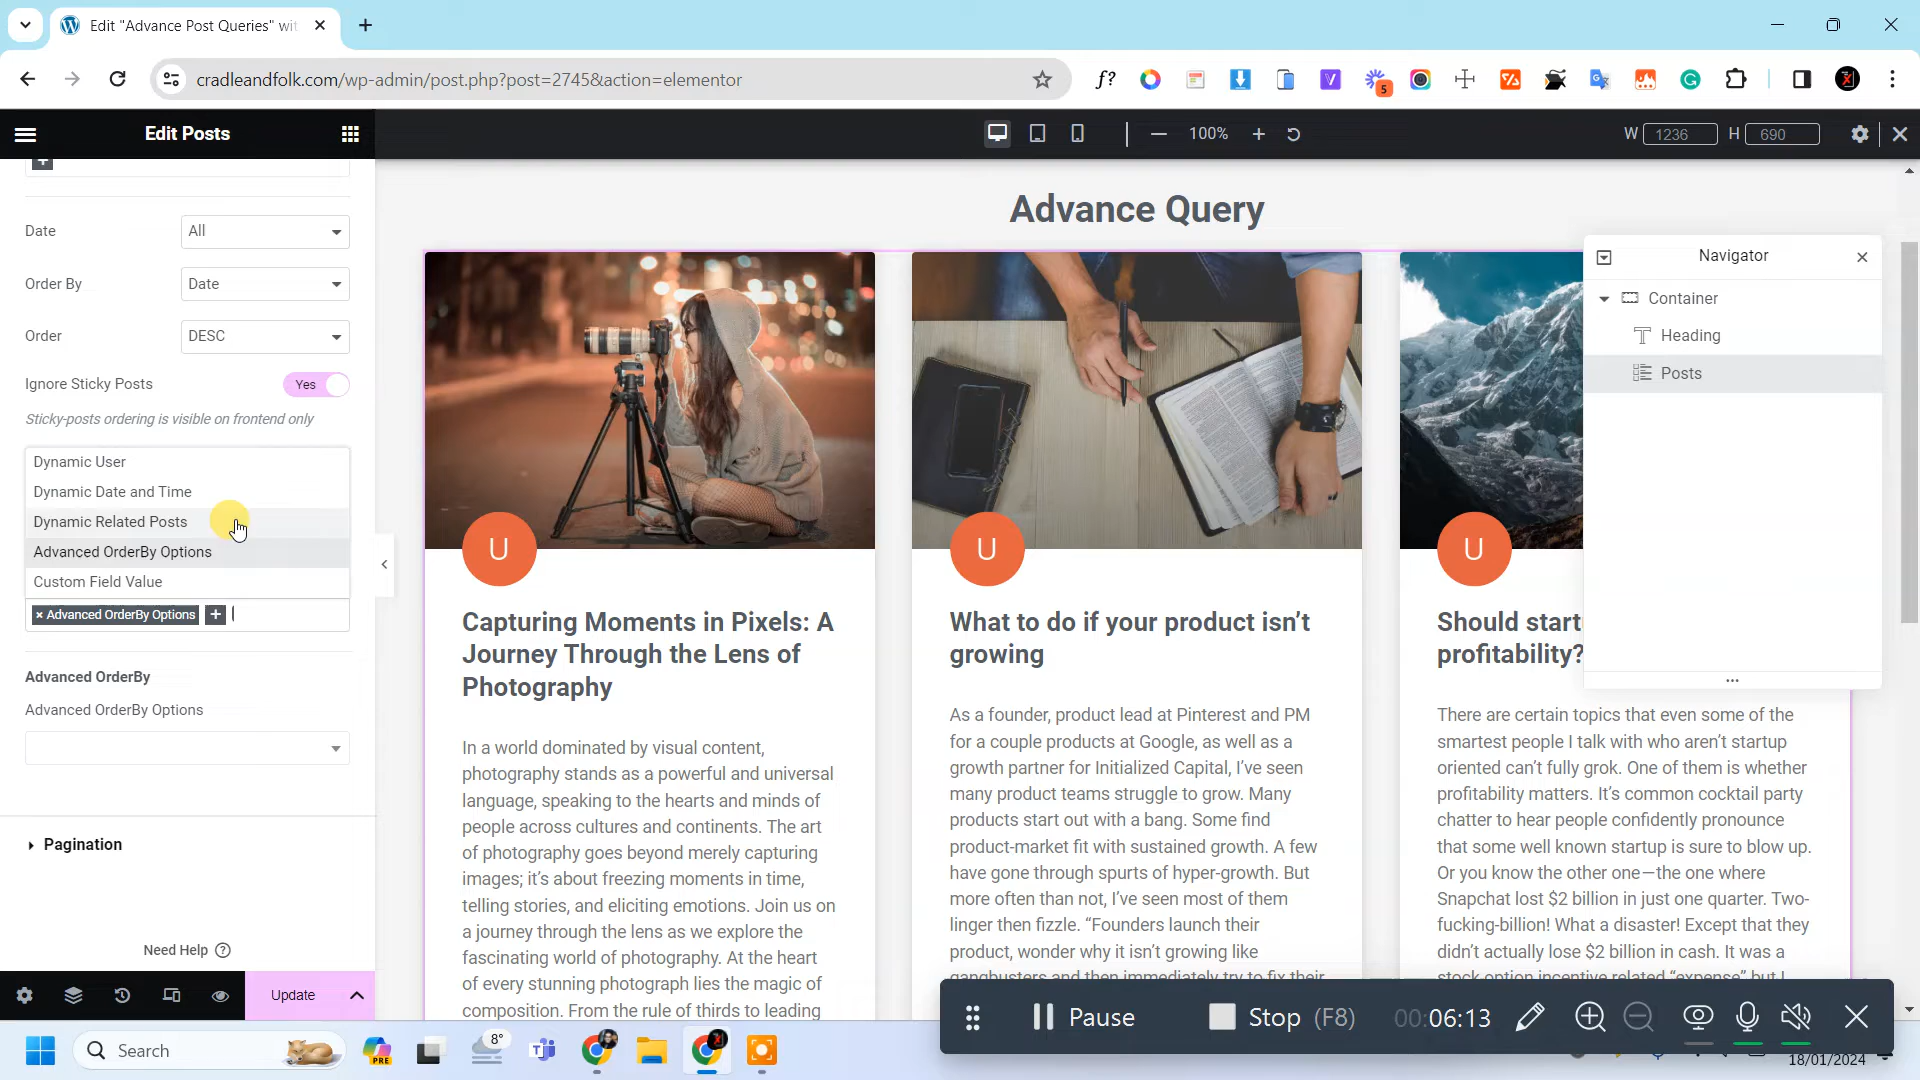 Edit "Advance Post Queries" wit
cradleandfolk.com/wp-admin/post.php?post=2745&action=elementor
f?
5
Edit Posts
100%
W 1236 H 690
Date
All
Order By
Date
Order
DESC
Ignore Sticky Posts
Yes
Sticky-posts ordering is visible on frontend only
Dynamic User
Dynamic Date and Time
Dynamic Related Posts
Advanced OrderBy Options
Custom Field Value
× Advanced OrderBy Options
Advanced OrderBy
Advanced OrderBy Options
Pagination
Need Help
Update
Advance Query
U
Capturing Moments in Pixels: A
Journey Through the Lens of
Photography
In a world dominated by visual content,
photography stands as a powerful and universal
language, speaking to the hearts and minds of
people across cultures and continents. The art
of photography goes beyond merely capturing
images; it's about freezing moments in time,
telling stories, and eliciting emotions. Join us on
a journey through the lens as we explore the
fascinating world of photography. At the heart
of every stunning photograph lies the magic of
composition. From the rule of thirds to leading
U
What to do if your product isn't
growing
As a founder, product lead at Pinterest and PM
for a couple products at Google, as well as a
growth partner for Initialized Capital, I've seen
many product teams struggle to grow. Many
products start out with a bang. Some find
product-market fit with sustained growth. A few
have gone through spurts of hyper-growth. But
more often than not, I've seen most of them
linger then fizzle. “Founders launch their
product, wonder why it isn't growing like
gangbusters and then immediately try to fix their
U
Should start
profitability?
There are certain topics that even some of the
smartest people I talk with who aren't startup
oriented can't fully grok. One of them is whether
profitability matters. It's common cocktail party
chatter to hear people confidently pronounce
that some well known startup is sure to blow up.
Or you know the other one—the one where
Snapchat lost $2 billion in just one quarter. Two-
fucking-billion! What a disaster! Except that they
didn't actually lose $2 billion in cash. It was a
stock-option incentive related “expense” but I
Navigator
Container
Heading
Posts
Pause
Stop (F8)
00:06:13
Search
PRE
8°
18/01/2024